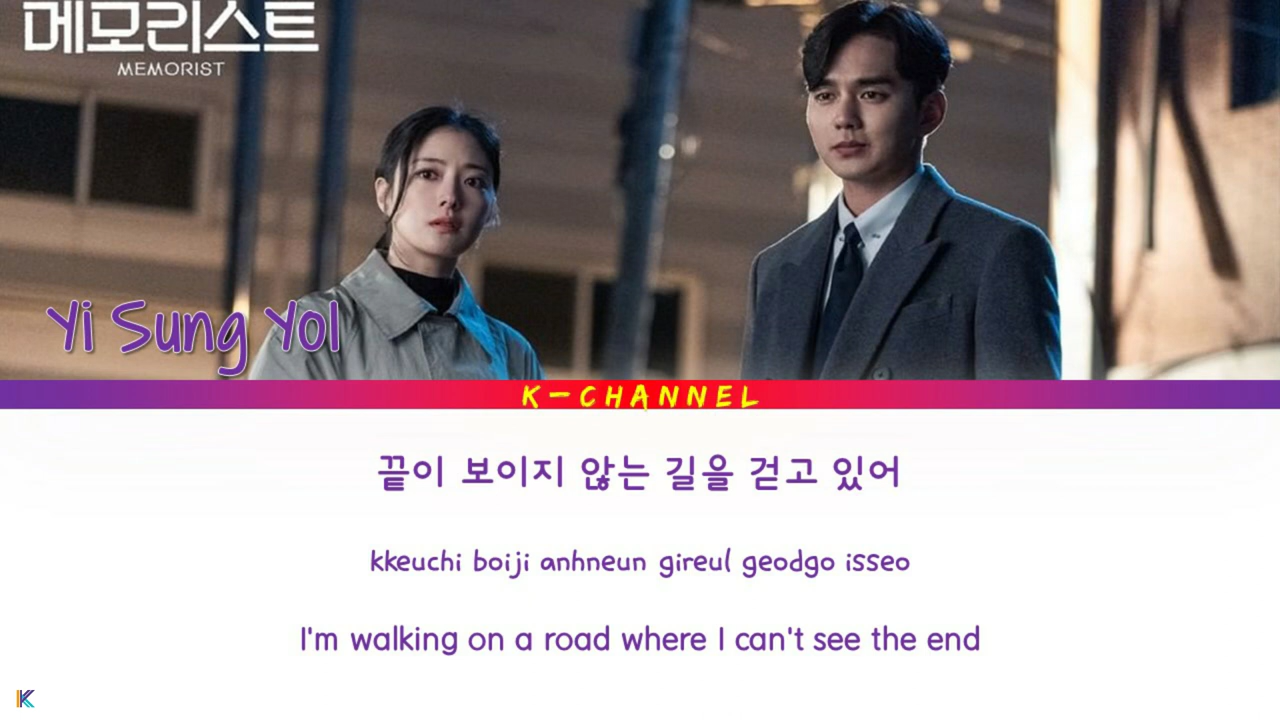 메모리스트
MEMORIST
Yi Sung Yol
K-CHANNEL
끝이 보이지 않는 길을 걷고 있어
kkeuchi boiji anhneun gireul geodgo isseo
I'm walking on a road where I can't see the end
K